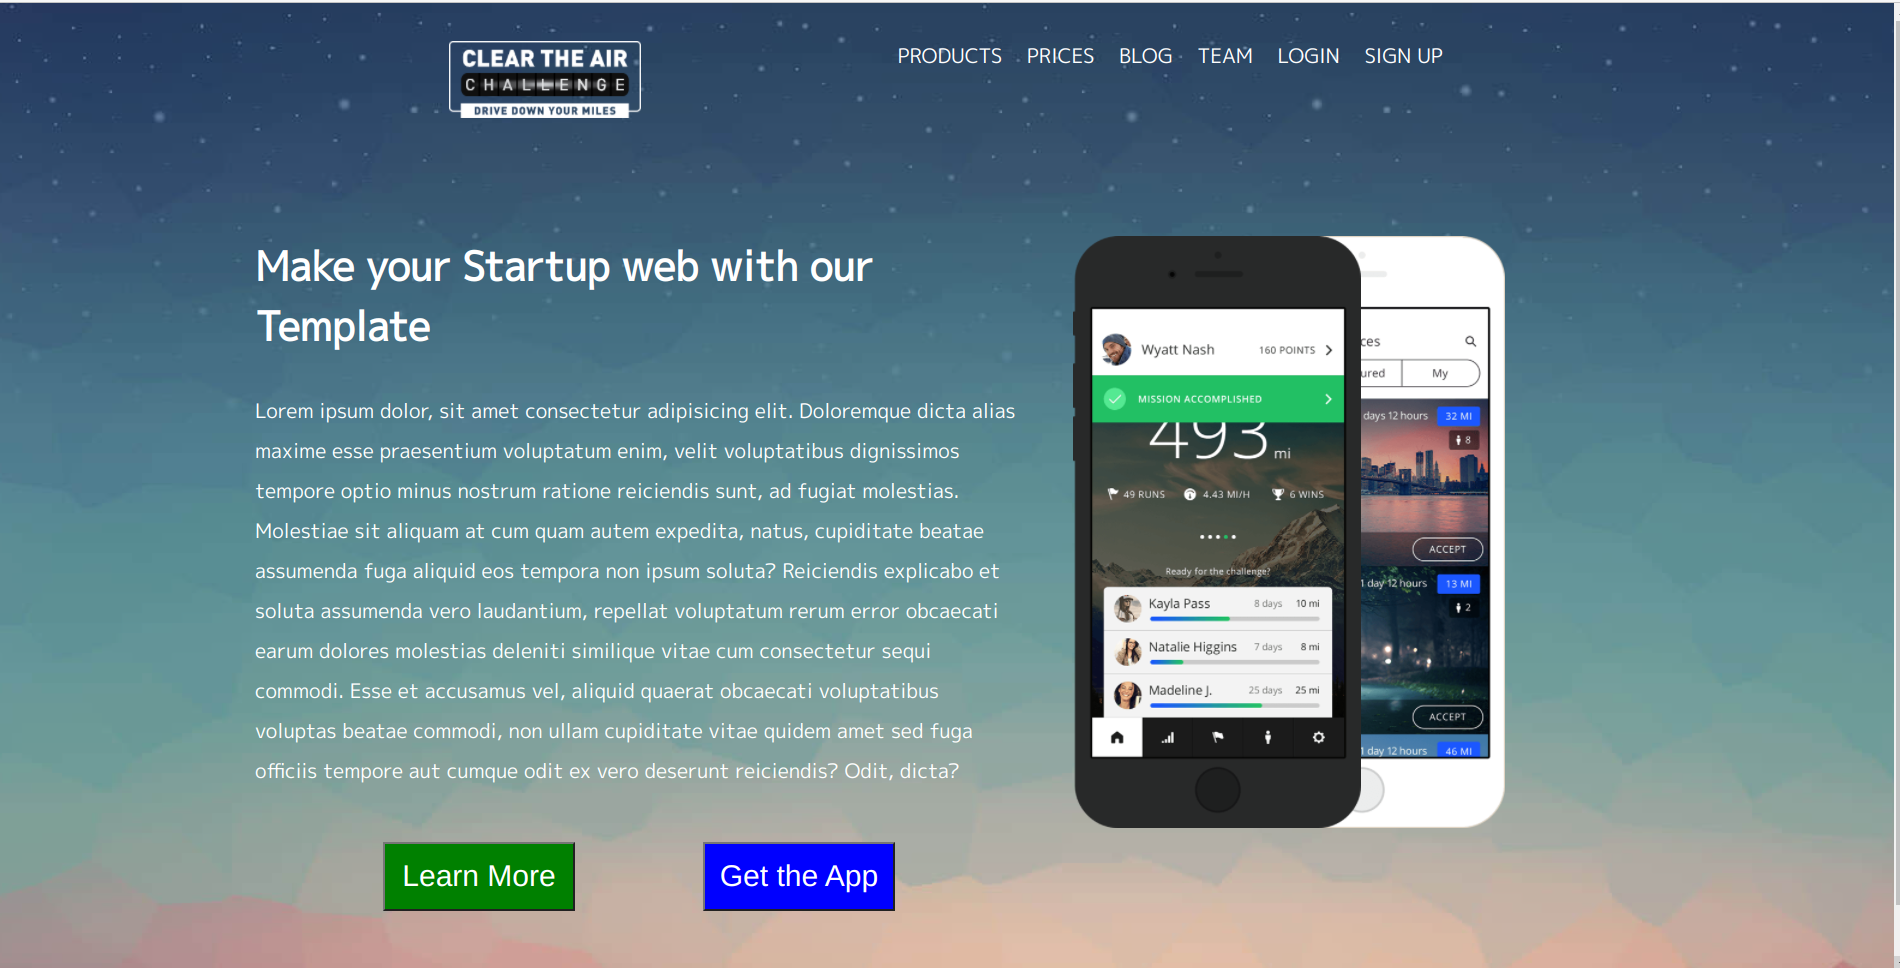 CLEAR THE AIR
CHALLENGE
DRIVE DOWN YOUR MILES
PRODUCTS PRICES BLOG TEAM LOGIN SIGN UP
Make your Startup web with our
Template
Lorem ipsum dolor, sit amet consectetur adipisicing elit. Doloremque dicta alias
maxime esse praesentium voluptatum enim, velit voluptatibus dignissimos
tempore optio minus nostrum ratione reiciendis sunt, ad fugiat molestias.
Molestiae sit aliquam at cum quam autem expedita, natus, cupiditate beatae
assumenda fuga aliquid eos tempora non ipsum soluta? Reiciendis explicabo et
soluta assumenda vero laudantium, repellat voluptatum rerum error obcaecati
earum dolores molestias deleniti similique vitae cum consectetur sequi
commodi. Esse et accusamus vel, aliquid quaerat obcaecati voluptatibus
voluptas beatae commodi, non ullam cupiditate vitae quidem amet sed fuga
officiis tempore aut cumque odit ex vero deserunt reiciendis? Odit, dicta?
Learn More
Get the App
Wyatt Nash 160 POINTS
MISSION ACCOMPLISHED
493 mi
49 RUNS 4.43 MI/H 6 WINS
Ready for the challenge?
Kayla Pass 8 days 10 mi
Natalie Higgins 7 days 8 mi
Madeline J. 25 days 25 mi
ces
ured My
days 12 hours 32 MI
8
ACCEPT
1 day 12 hours 13 MI
2
ACCEPT
1 day 12 hours 46 MI